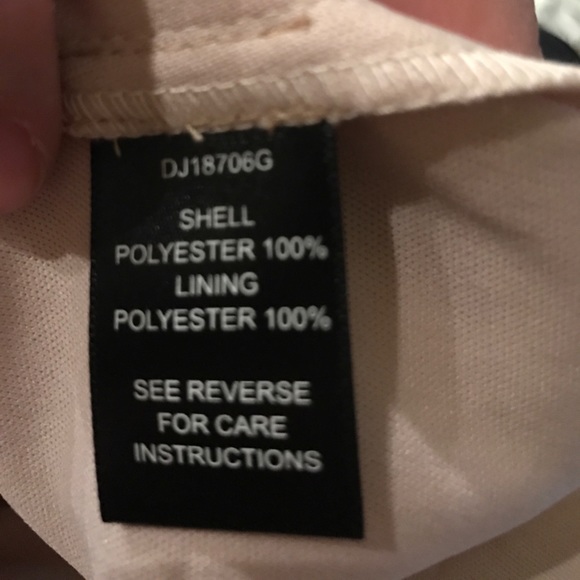 DJ18706G
SHELL
POLYESTER 100%
LINING
POLYESTER 100%
SEE REVERSE
FOR CARE
INSTRUCTIONS